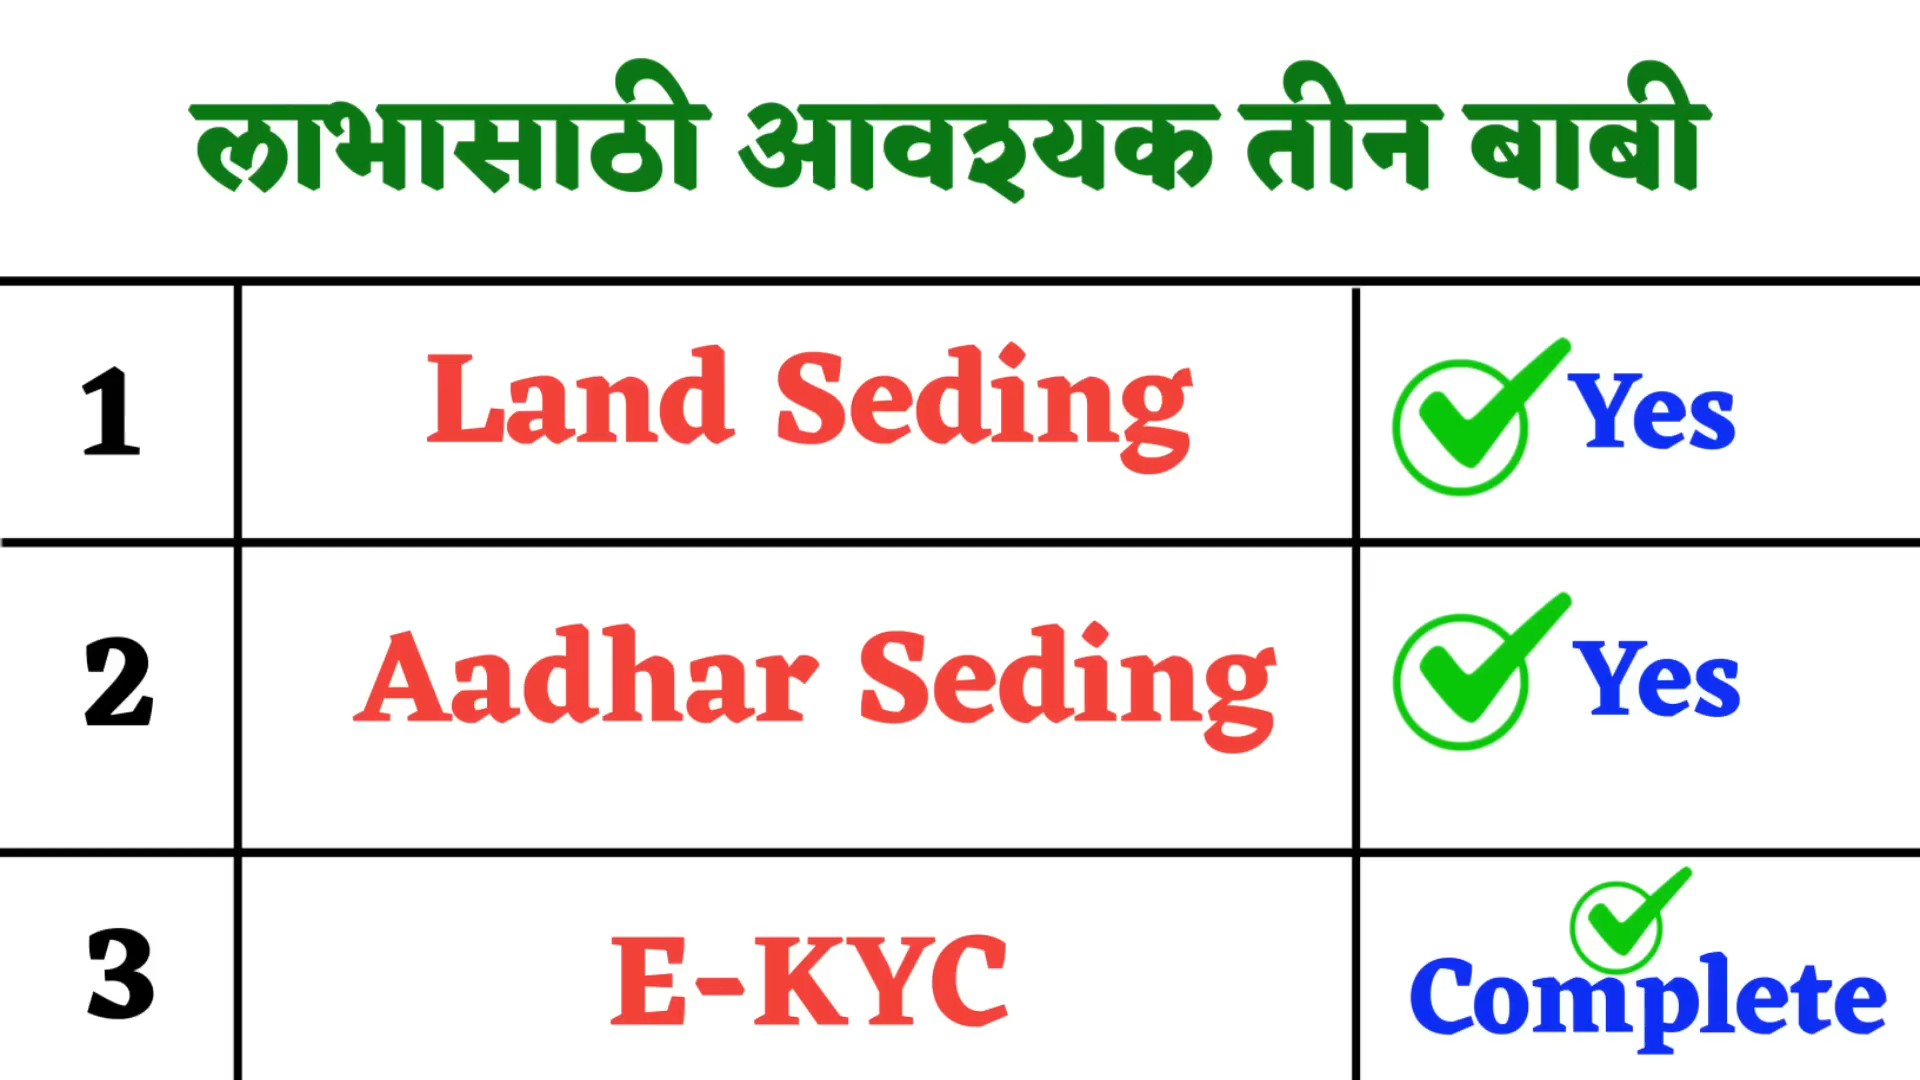 लाभासाठी आवश्यक तीन बाबी
1 Land Seding Yes
2 Aadhar Seding Yes
3 E-KYC Complete